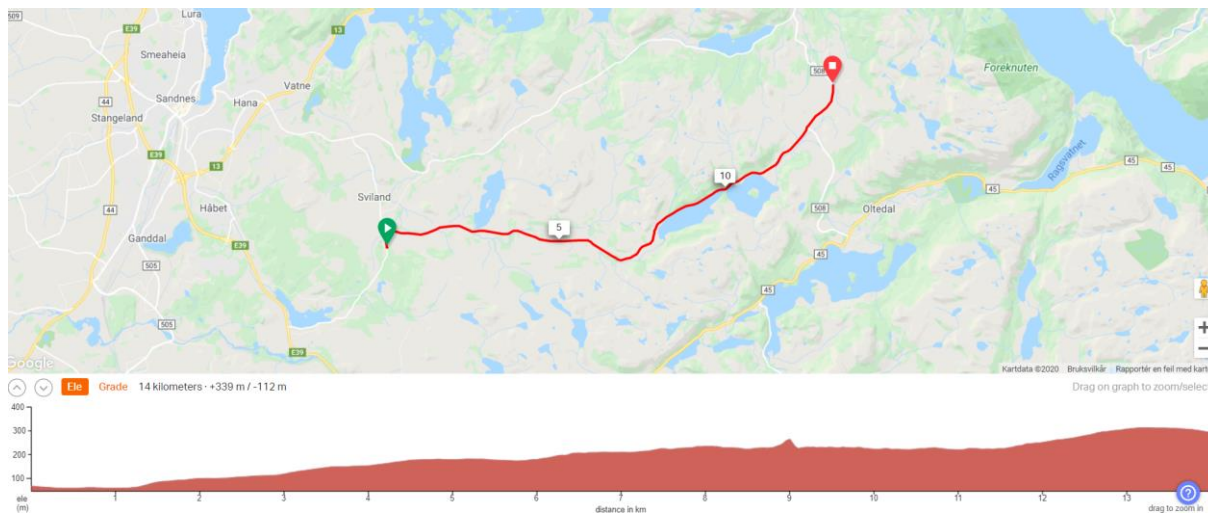 509
Lura
E39
13
Smeaheia
Vatne
44
Sandnes
Hana
Stangeland
508
Foreknuten
E39
13
Ragsvatnet
45
45
Sviland
10
44
Håbet
508
Oltedal
5
Ganddal
E39
45
505
45
505
E39
Google
Kartdata ©2020 Bruksvilkår Rapportér en feil med kart
Ele Grade 14 kilometers · +339 m / -112 m
Drag on graph to zoom/select
400
300
200
100
ele
(m)
1 2 3 4 5 6 7 8 9 10 11 12 13
distance in km
drag to zoom in